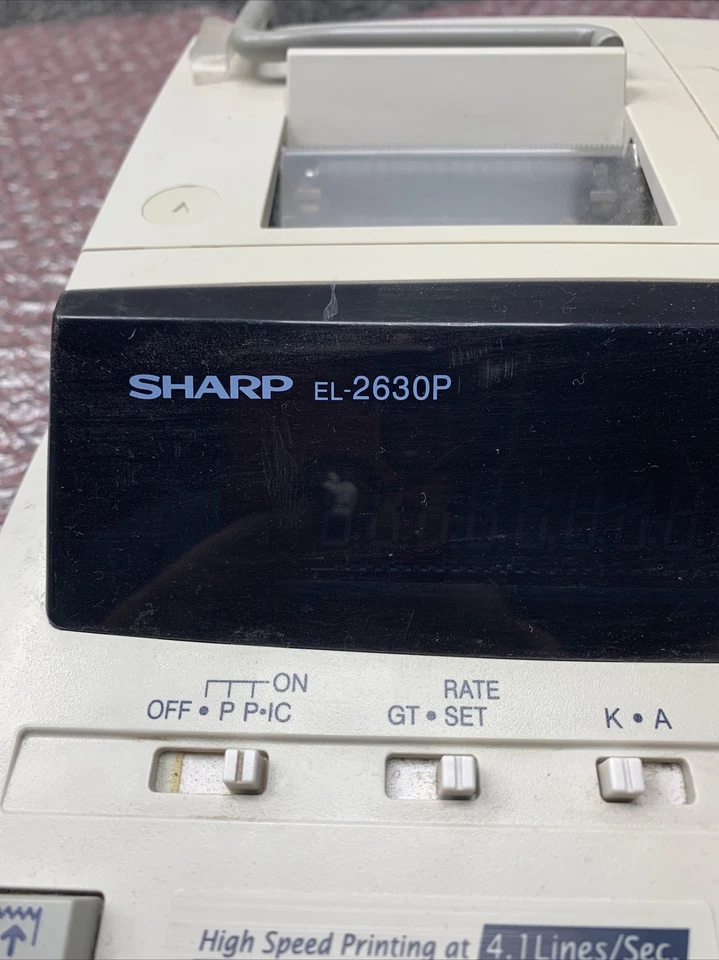 SHARP EL-2630P
ON
OFF • P P•IC
RATE
GT • SET
K • A
High Speed Printing at 4.1Lines/Sec.